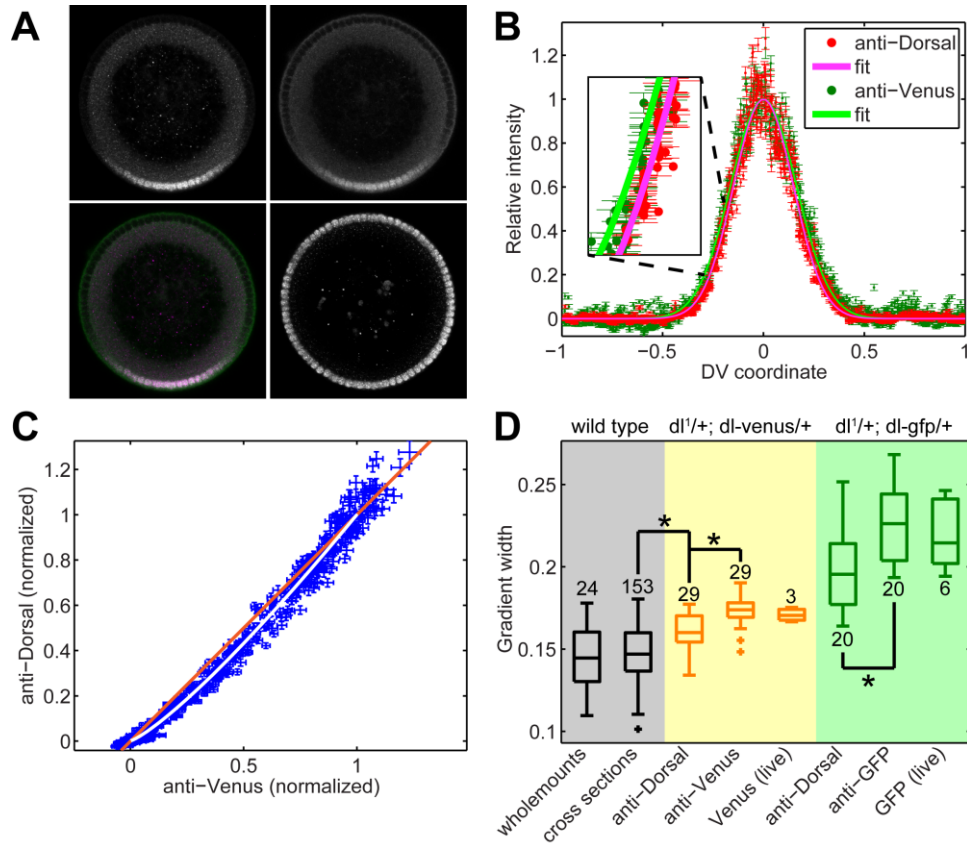 A
B
Relative intensity
1.2
1
0.8
0.6
0.4
0.2
0
−1
−0.5
0
0.5
1
DV coordinate
anti−Dorsal
fit
anti−Venus
fit
C
anti−Dorsal (normalized)
1.2
1
0.8
0.6
0.4
0.2
0
0
0.5
1
anti−Venus (normalized)
D
wild type
dl¹/+; dl-venus/+
dl¹/+; dl-gfp/+
Gradient width
0.25
0.2
0.15
0.1
24
153
*
29
*
29
3
20
*
20
6
wholemounts
cross sections
anti−Dorsal
anti−Venus
Venus (live)
anti−Dorsal
anti−GFP
GFP (live)